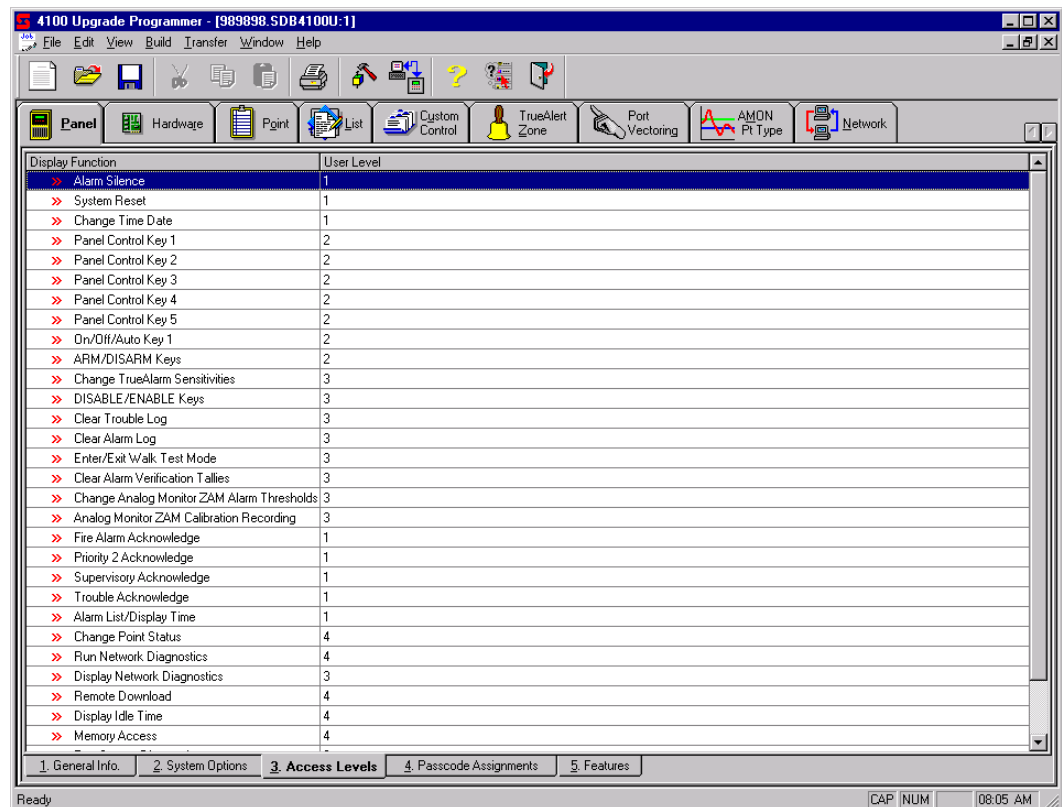 4100 Upgrade Programmer - [989898.SDB4100U:1]
Job File Edit View Build Transfer Window Help
Panel Hardware Point List Custom Control TrueAlert Zone Port Vectoring AMON Pt Type Network
Display Function User Level
» Alarm Silence 1
» System Reset 1
» Change Time Date 1
» Panel Control Key 1 2
» Panel Control Key 2 2
» Panel Control Key 3 2
» Panel Control Key 4 2
» Panel Control Key 5 2
» On/Off/Auto Key 1 2
» ARM/DISARM Keys 2
» Change TrueAlarm Sensitivities 3
» DISABLE/ENABLE Keys 3
» Clear Trouble Log 3
» Clear Alarm Log 3
» Enter/Exit Walk Test Mode 3
» Clear Alarm Verification Tallies 3
» Change Analog Monitor ZAM Alarm Thresholds 3
» Analog Monitor ZAM Calibration Recording 3
» Fire Alarm Acknowledge 1
» Priority 2 Acknowledge 1
» Supervisory Acknowledge 1
» Trouble Acknowledge 1
» Alarm List/Display Time 1
» Change Point Status 4
» Run Network Diagnostics 4
» Display Network Diagnostics 3
» Remote Download 4
» Display Idle Time 4
» Memory Access 4
1. General Info. 2. System Options 3. Access Levels 4. Passcode Assignments 5. Features
Ready CAP NUM 08:05 AM